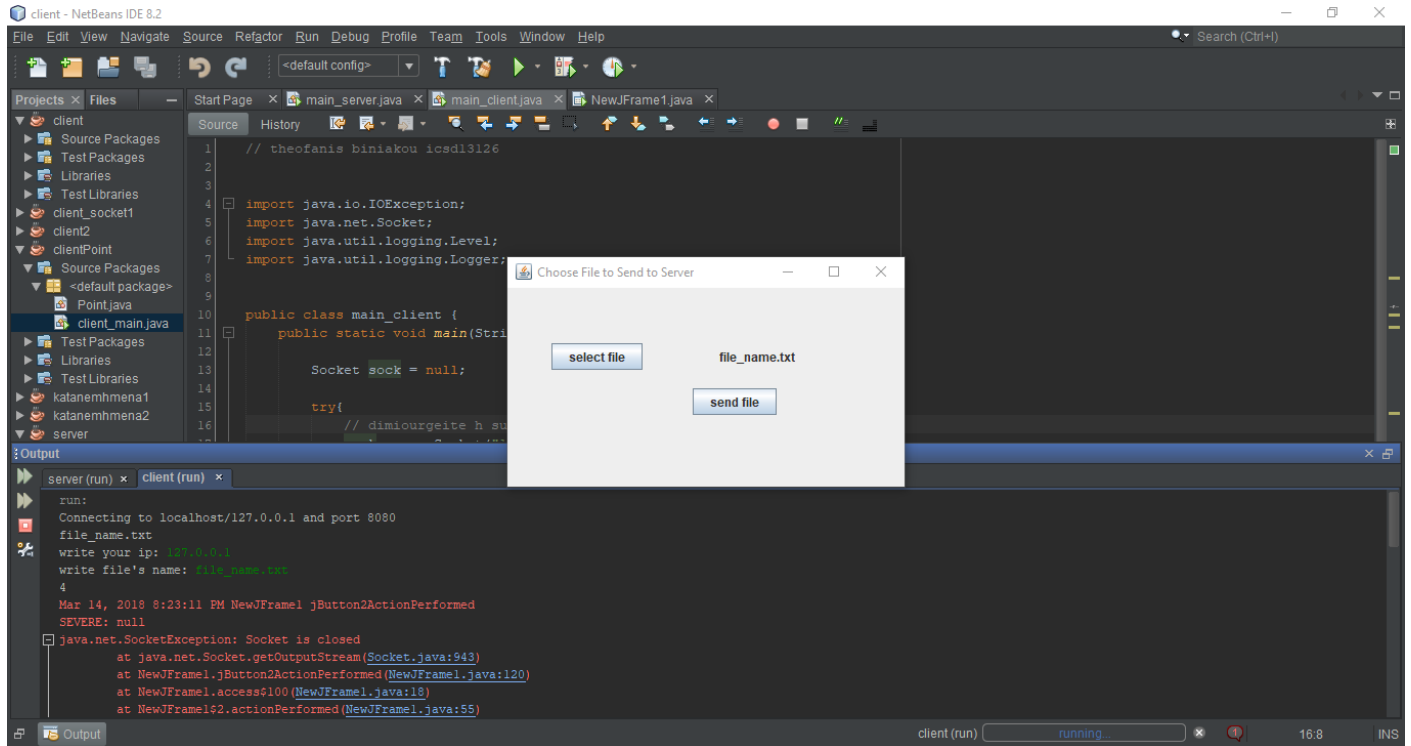 client - NetBeans IDE 8.2
File Edit View Navigate Source Refactor Run Debug Profile Team Tools Window Help
Search (Ctrl+I)
<default config>
Projects Files
Start Page main_server.java main_client.java NewJFrame1.java
Source History
client
Source Packages
Test Packages
Libraries
Test Libraries
client_socket1
client2
clientPoint
Source Packages
<default package>
Point.java
client_main.java
Test Packages
Libraries
Test Libraries
katanemhmena1
katanemhmena2
server
1 // theofanis biniakou icsd13126
2
3
4 import java.io.IOException;
5 import java.net.Socket;
6 import java.util.logging.Level;
7 import java.util.logging.Logger;
8
9
10 public class main_client {
11 public static void main(Stri
12
13 Socket sock = null;
14
15 try{
16 // dimiourgeite h su
Choose File to Send to Server
select file
file_name.txt
send file
Output
server (run) client (run)
run:
Connecting to localhost/127.0.0.1 and port 8080
file_name.txt
write your ip: 127.0.0.1
write file's name: file_name.txt
4
Mar 14, 2018 8:23:11 PM NewJFrame1 jButton2ActionPerformed
SEVERE: null
java.net.SocketException: Socket is closed
at java.net.Socket.getOutputStream(Socket.java:943)
at NewJFrame1.jButton2ActionPerformed(NewJFrame1.java:120)
at NewJFrame1.access$100(NewJFrame1.java:18)
at NewJFrame1$2.actionPerformed(NewJFrame1.java:55)
Output
client (run) running... 1 16:8 INS